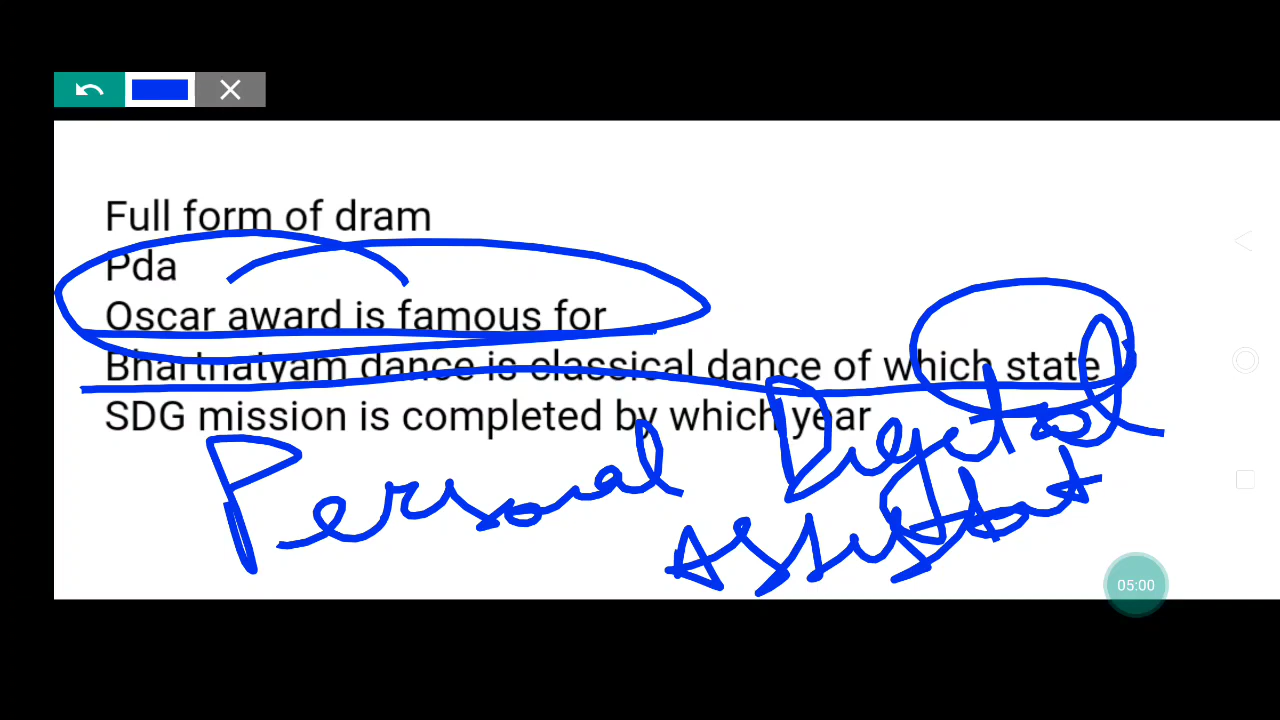 Full form of dram
Pda
Oscar award is famous for
Bharthatyam dance is classical dance of which state
SDG mission is completed by which year
Personal Digital
Assistant
05:00